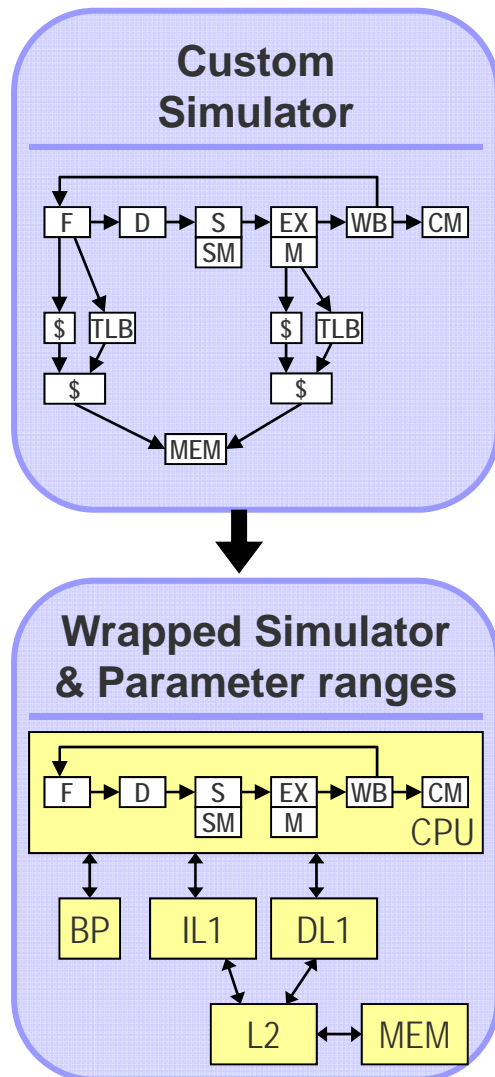 Custom
Simulator
F D S EX WB CM
SM M
$ TLB $ TLB
$ $
MEM
Wrapped Simulator
& Parameter ranges
F D S EX WB CM
SM M
CPU
BP IL1 DL1
L2 MEM